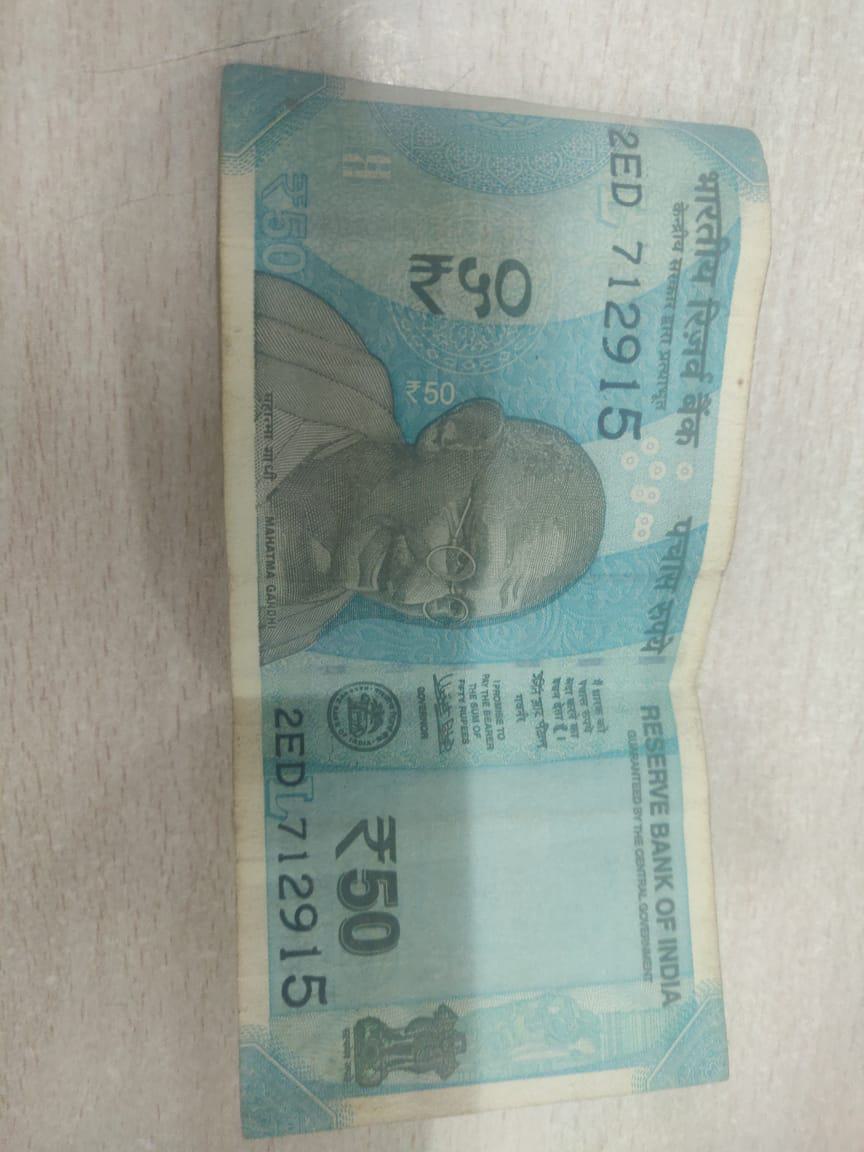 भारतीय रिज़र्व बैंक
केन्द्रीय सरकार द्वारा प्रत्याभूत
2ED 712915
₹५०
₹50
₹50
महात्मा गांधी MAHATMA GANDHI
पचास रुपये
मैं धारक को
पचास रुपये
अदा करने का
वचन देता हूँ।
गवर्नर
I PROMISE TO
PAY THE BEARER
THE SUM OF
FIFTY RUPEES
GOVERNOR
RESERVE BANK OF INDIA
GUARANTEED BY THE CENTRAL GOVERNMENT
₹50
2ED L 712915